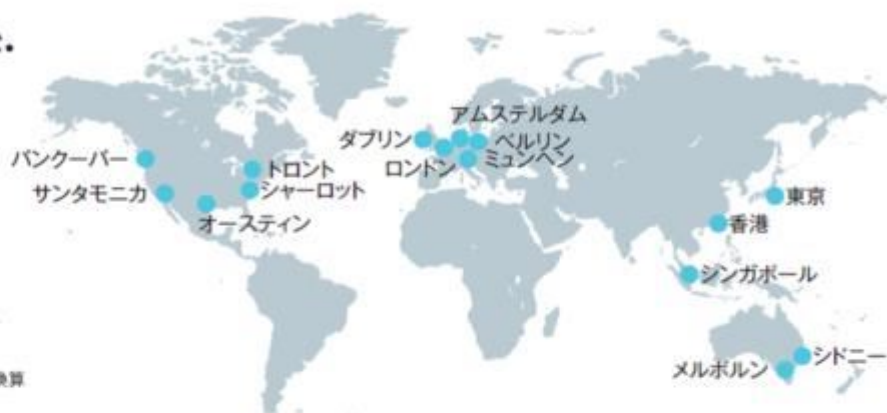 アムステルダム
ダブリン
ベルリン
ロンドン
ミュンヘン
バンクーバー
トロント
サンタモニカ
シャーロット
オースティン
東京
香港
シンガポール
シドニー
メルボルン
換算